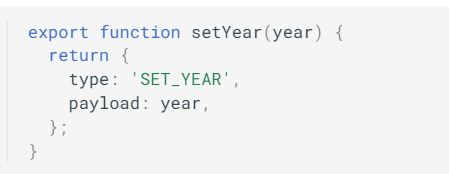 export function setYear(year) {
  return {
    type: 'SET_YEAR',
    payload: year,
  };
}